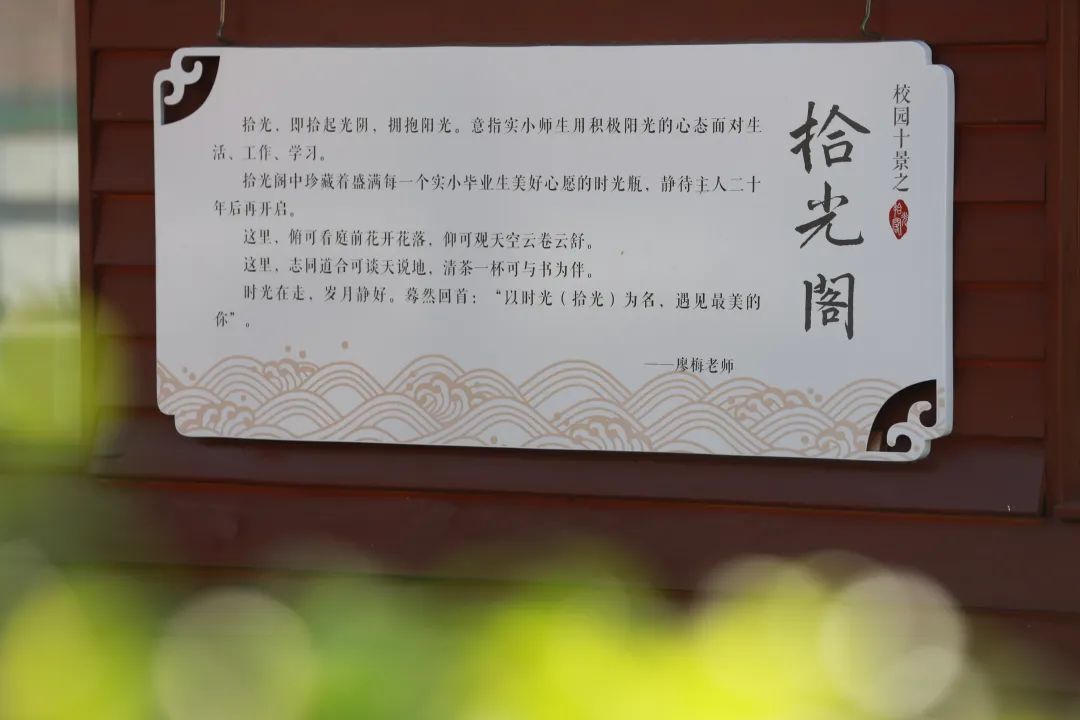 校园十景之
拾光阁
拾光，即拾起光阴，拥抱阳光。意指实小师生用积极阳光的心态面对生
活、工作、学习。
拾光阁中珍藏着盛满每一个实小毕业生美好心愿的时光瓶，静待主人二十
年后再开启。
这里，俯可看庭前花开花落，仰可观天空云卷云舒。
这里，志同道合可谈天说地，清茶一杯可与书为伴。
时光在走，岁月静好。蓦然回首：“以时光（拾光）为名，遇见最美的
你”。
——廖梅老师